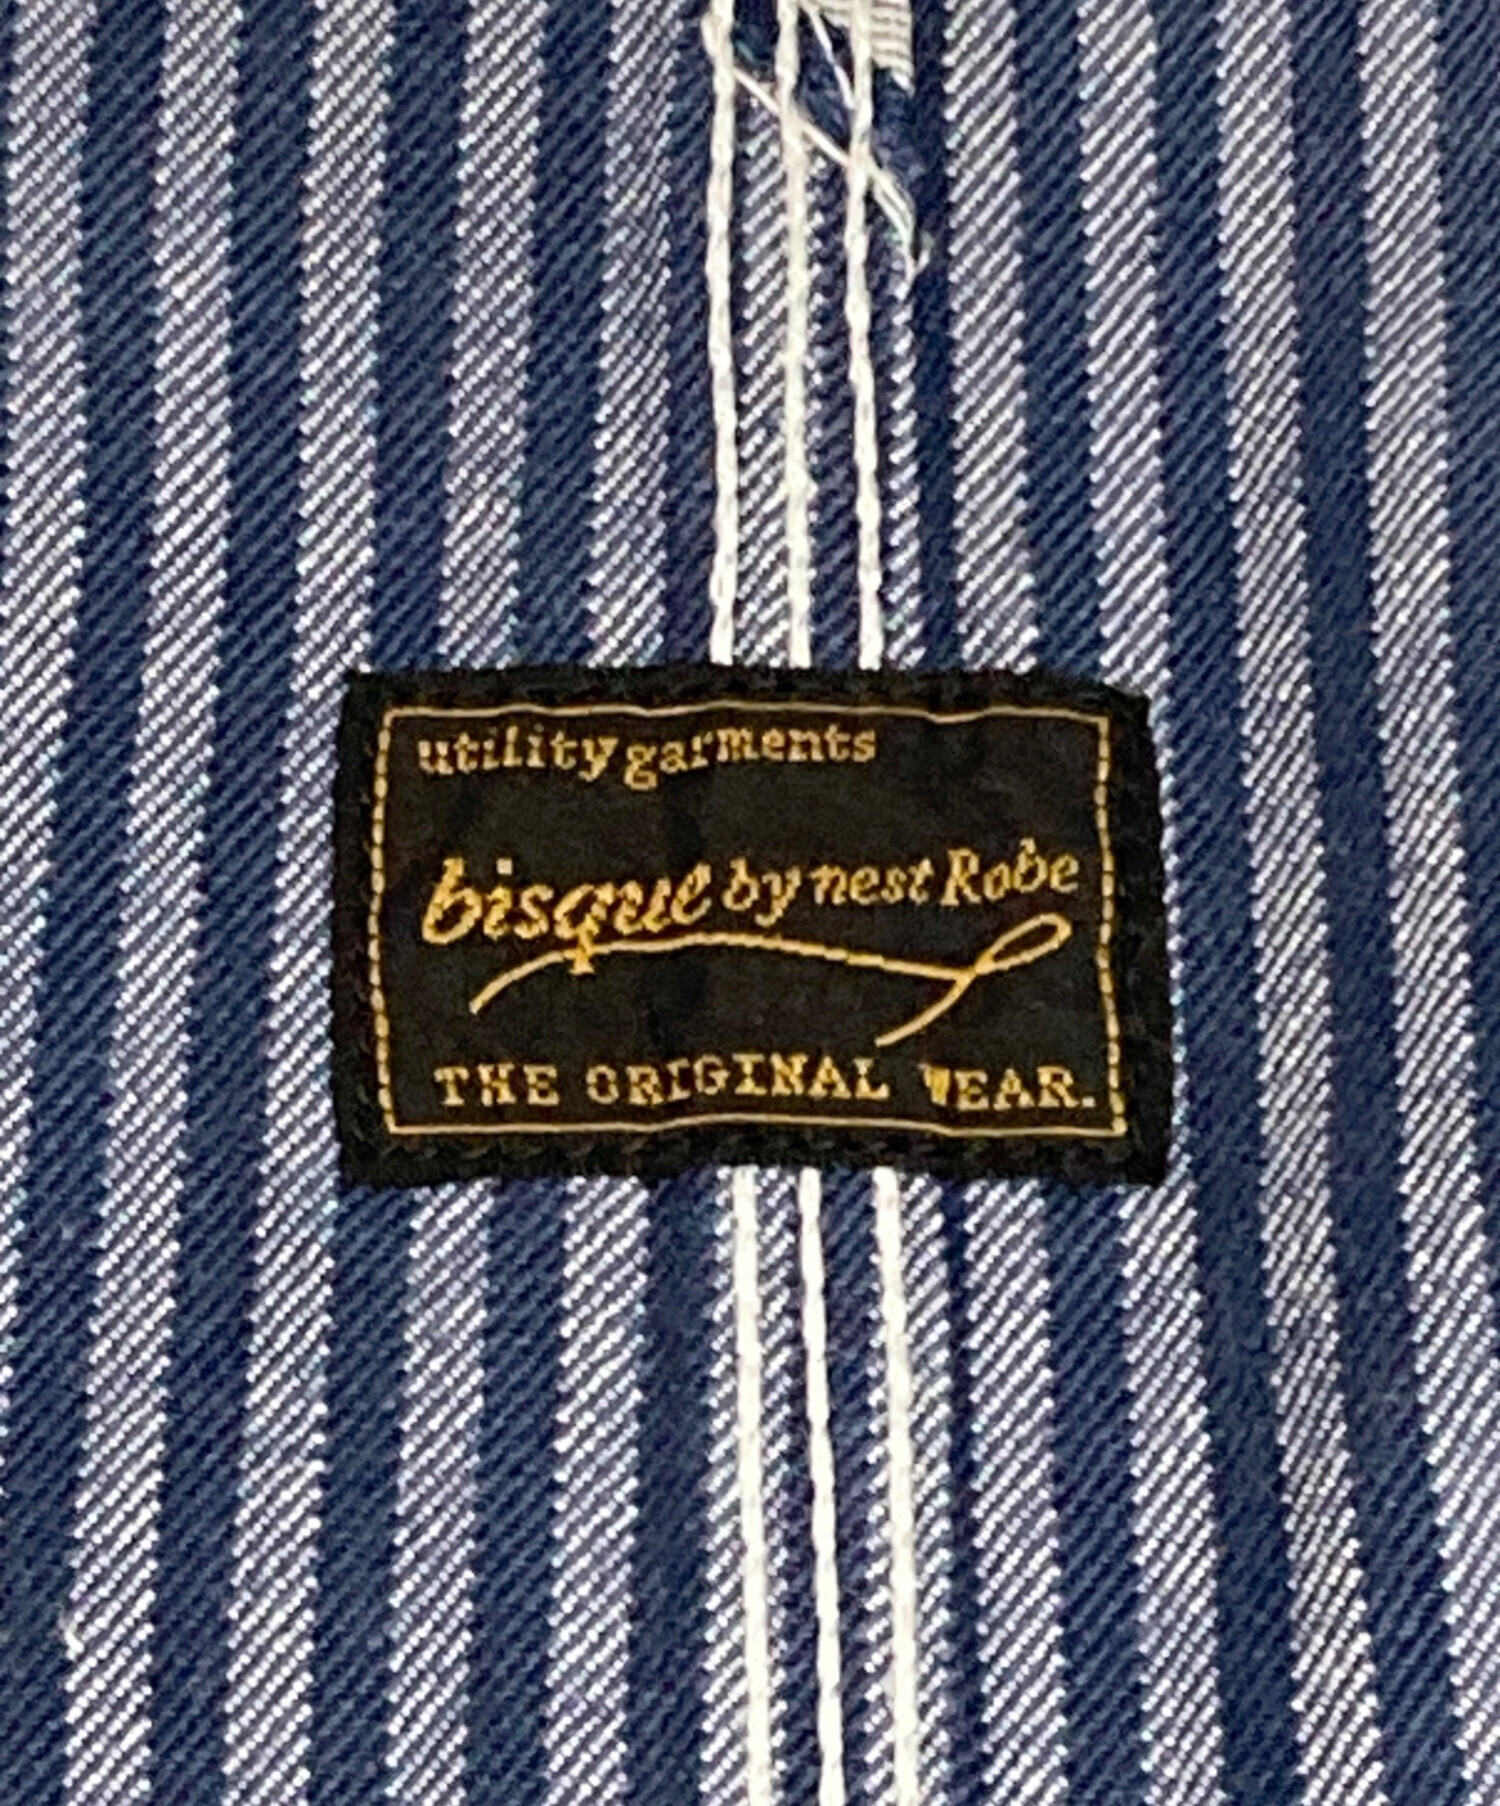 utility garments
bisque by nest Robe
THE ORIGINAL WEAR.